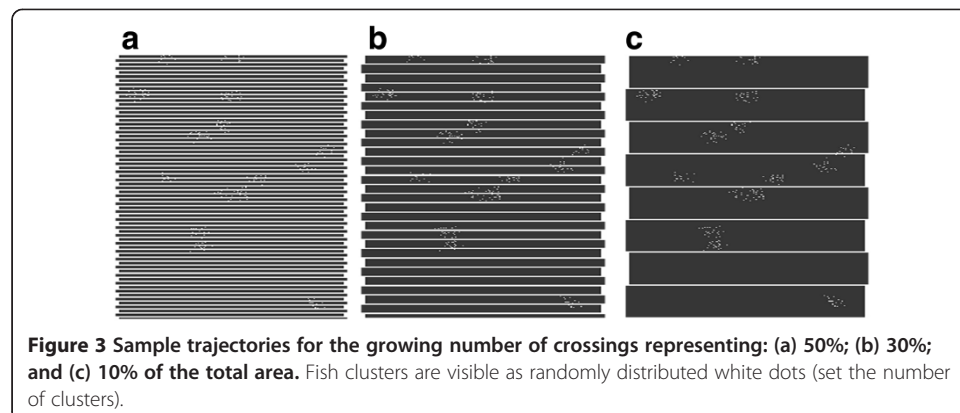 a b c
Figure 3 Sample trajectories for the growing number of crossings representing: (a) 50%; (b) 30%;
and (c) 10% of the total area. Fish clusters are visible as randomly distributed white dots (set the number
of clusters).